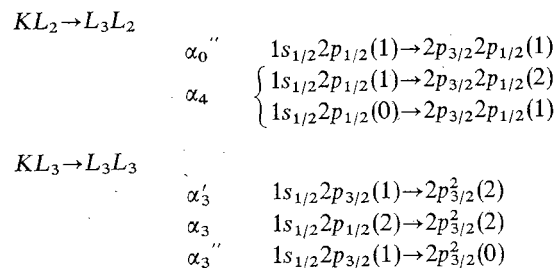 KL₂→L₃L₂
α₀'' 1s₁/₂2p₁/₂(1)→2p₃/₂2p₁/₂(1)
α₄ {1s₁/₂2p₁/₂(1)→2p₃/₂2p₁/₂(2)
1s₁/₂2p₁/₂(0)→2p₃/₂2p₁/₂(1)
KL₃→L₃L₃
α₃' 1s₁/₂2p₃/₂(1)→2p²₃/₂(2)
α₃ 1s₁/₂2p₁/₂(2)→2p²₃/₂(2)
α₃'' 1s₁/₂2p₃/₂(1)→2p²₃/₂(0)